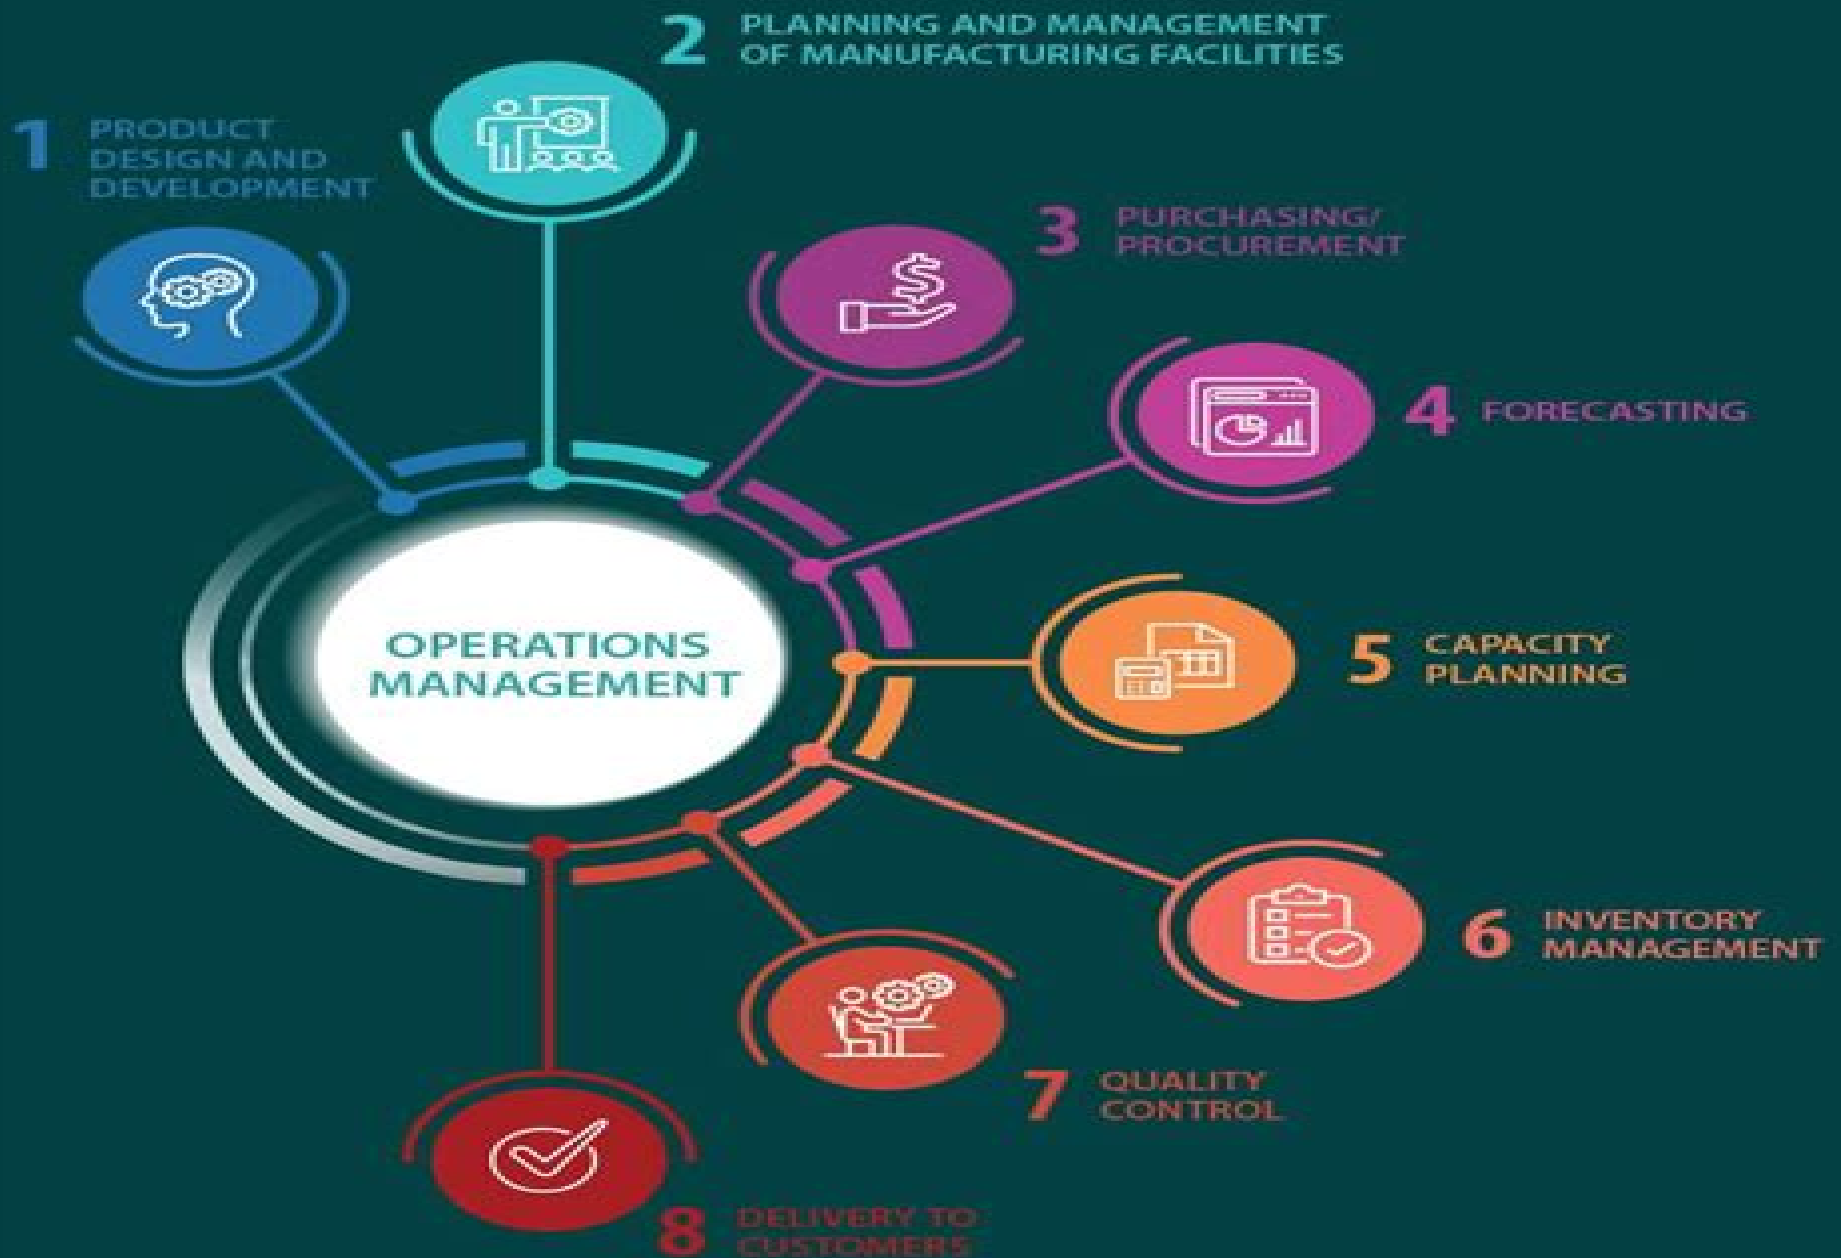 2 PLANNING AND MANAGEMENT
OF MANUFACTURING FACILITIES
1 PRODUCT
DESIGN AND
DEVELOPMENT
3 PURCHASING/
PROCUREMENT
4 FORECASTING
OPERATIONS
MANAGEMENT
5 CAPACITY
PLANNING
6 INVENTORY
MANAGEMENT
7 QUALITY
CONTROL
8 DELIVERY TO
CUSTOMERS